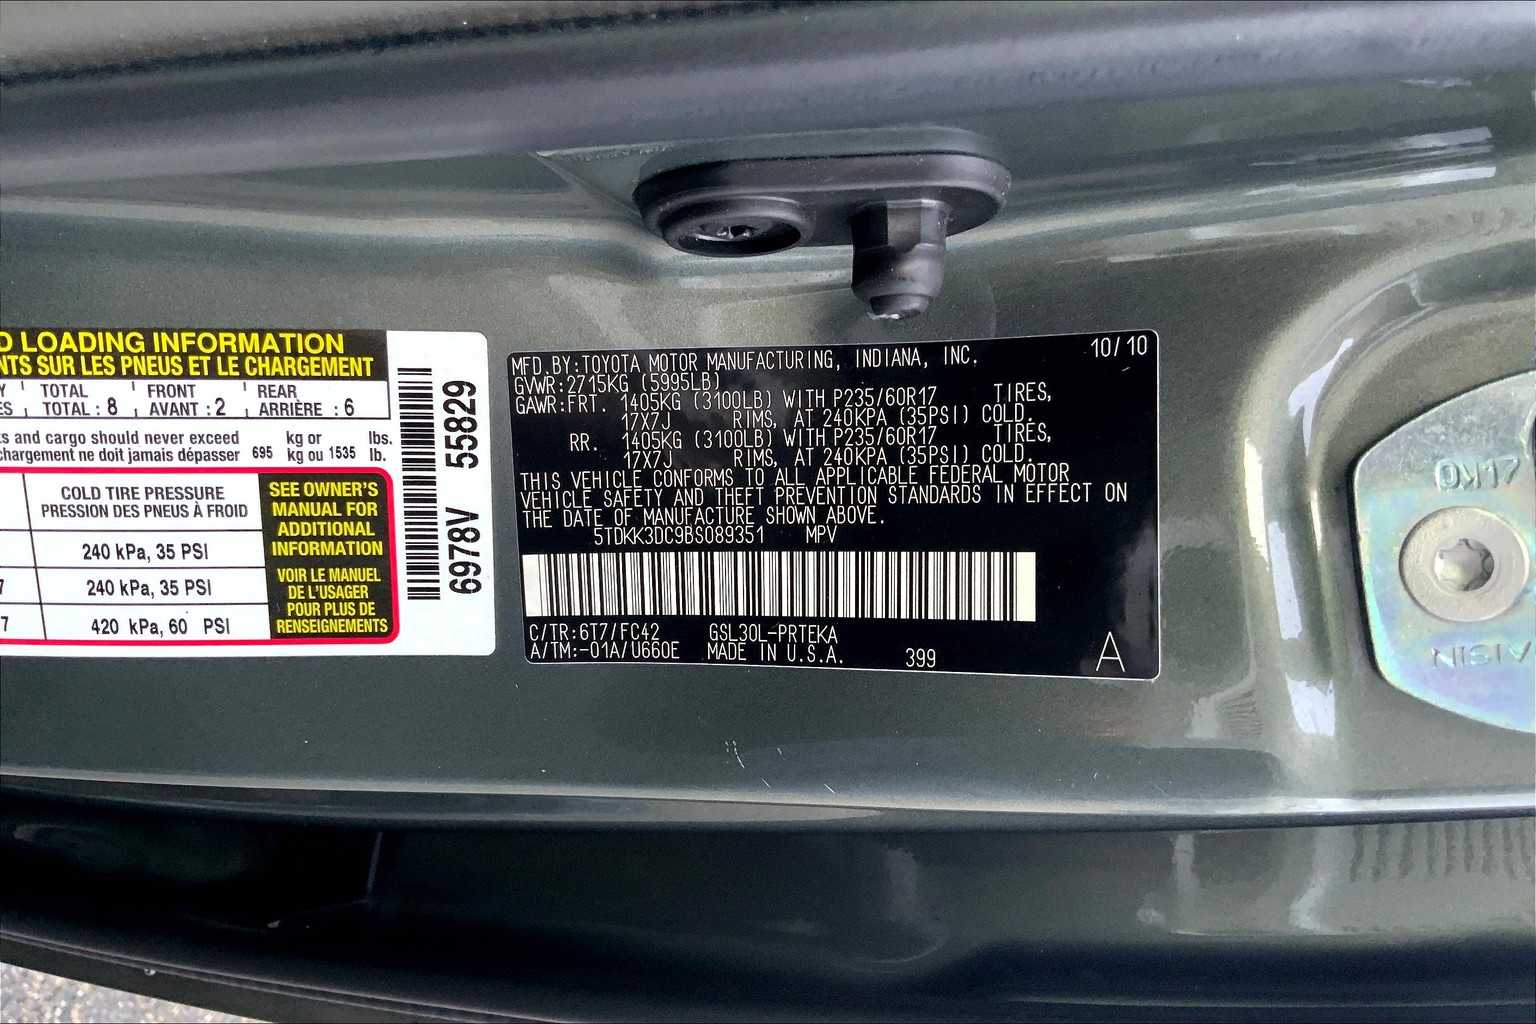 D LOADING INFORMATION
NTS SUR LES PNEUS ET LE CHARGEMENT
TOTAL FRONT REAR
TOTAL : 8 AVANT : 2 ARRIÈRE : 6
and cargo should never exceed kg or lbs.
chargement ne doit jamais dépasser 695 kg ou 1535 lb.
COLD TIRE PRESSURE
PRESSION DES PNEUS À FROID
240 kPa, 35 PSI
7 240 kPa, 35 PSI
7 420 kPa, 60 PSI
SEE OWNER'S
MANUAL FOR
ADDITIONAL
INFORMATION
VOIR LE MANUEL
DE L'USAGER
POUR PLUS DE
RENSEIGNEMENTS
6978V 55829
MFD.BY:TOYOTA MOTOR MANUFACTURING, INDIANA, INC. 10/10
GVWR:2715KG (5995LB)
GAWR:FRT. 1405KG (3100LB) WITH P235/60R17 TIRES,
17X7J RIMS, AT 240KPA (35PSI) COLD.
RR. 1405KG (3100LB) WITH P235/60R17 TIRES,
17X7J RIMS, AT 240KPA (35PSI) COLD.
THIS VEHICLE CONFORMS TO ALL APPLICABLE FEDERAL MOTOR
VEHICLE SAFETY AND THEFT PREVENTION STANDARDS IN EFFECT ON
THE DATE OF MANUFACTURE SHOWN ABOVE.
5TDKK3DC9BS089351 MPV
C/TR:6T7/FC42 GSL30L-PRTEKA
A/TM:-01A/U660E MADE IN U.S.A. 399 A
AISIN